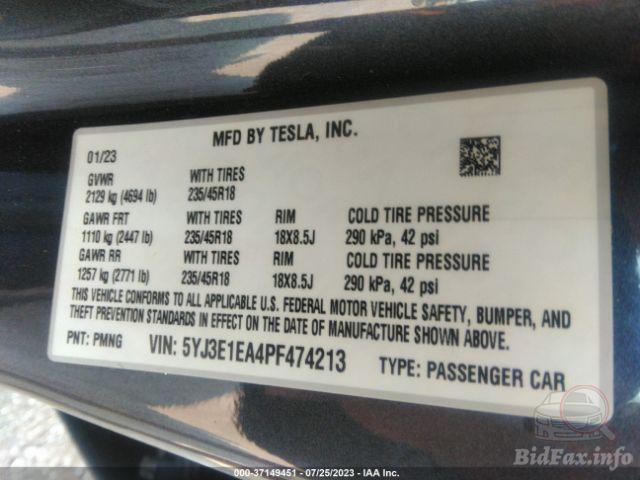 MFD BY TESLA, INC.
01/23
GVWR WITH TIRES
2129 kg (4694 lb) 235/45R18
GAWR FRT WITH TIRES RIM COLD TIRE PRESSURE
1110 kg (2447 lb) 235/45R18 18X8.5J 290 kPa, 42 psi
GAWR RR WITH TIRES RIM COLD TIRE PRESSURE
1257 kg (2771 lb) 235/45R18 18X8.5J 290 kPa, 42 psi
THIS VEHICLE CONFORMS TO ALL APPLICABLE U.S. FEDERAL MOTOR VEHICLE SAFETY, BUMPER, AND
THEFT PREVENTION STANDARDS IN EFFECT ON THE DATE OF MANUFACTURE SHOWN ABOVE.
PNT: PMNG VIN: 5YJ3E1EA4PF474213 TYPE: PASSENGER CAR
BidFax.info
000-37149451 - 07/25/2023 - IAA Inc.